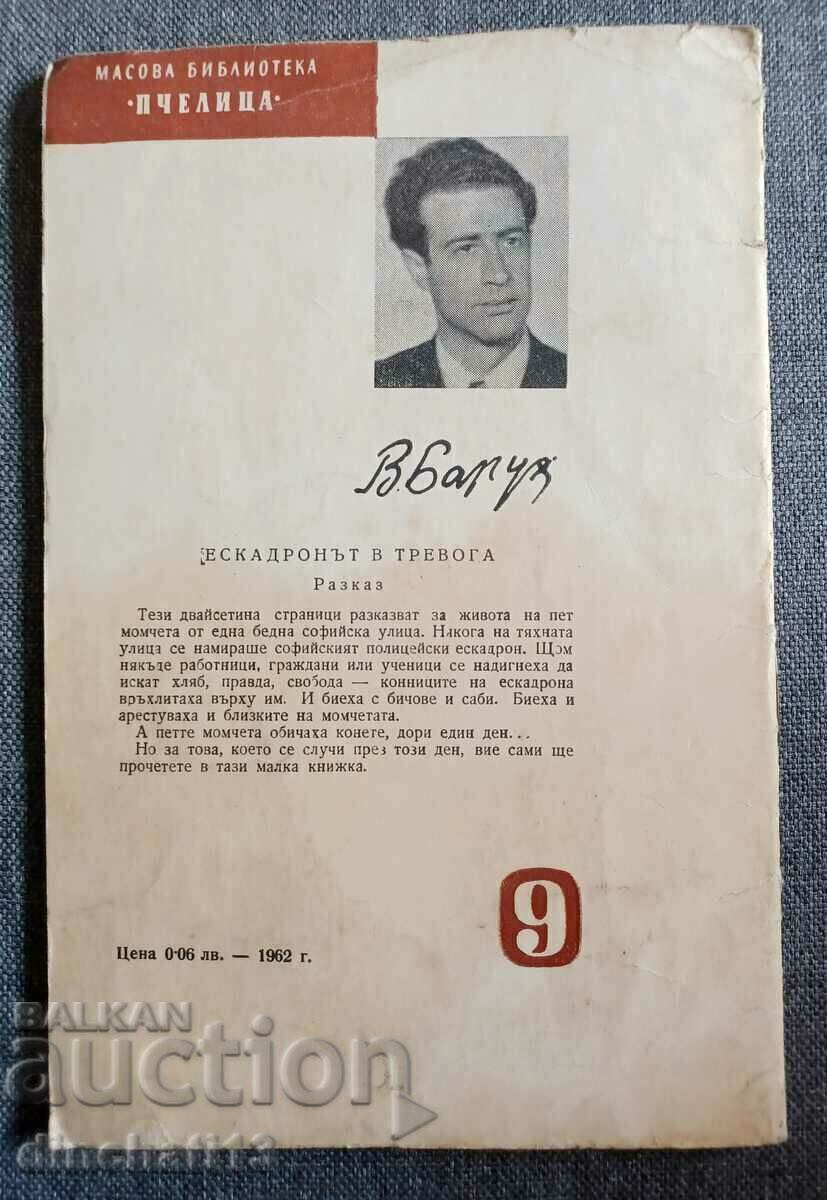 МАСОВА БИБЛИОТЕКА
·ПЧЕЛИЦА·
В. Барух
ЕСКАДРОНЪТ В ТРЕВОГА
Разказ
Тези двайсетина страници разказват за живота на пет
момчета от една бедна софийска улица. Някога на тяхната
улица се намираше софийският полицейски ескадрон. Щом
някъде работници, граждани или ученици се надигнеха да
искат хляб, правда, свобода — конниците на ескадрона
връхлитаха върху им. И биеха с бичове и саби. Биеха и
арестуваха и близките на момчетата.
А петте момчета обичаха конете, дори един ден...
Но за това, което се случи през този ден, вие сами ще
прочетете в тази малка книжка.
9
Цена 0·06 лв. — 1962 г.
BALKAN
auction
dinchati13